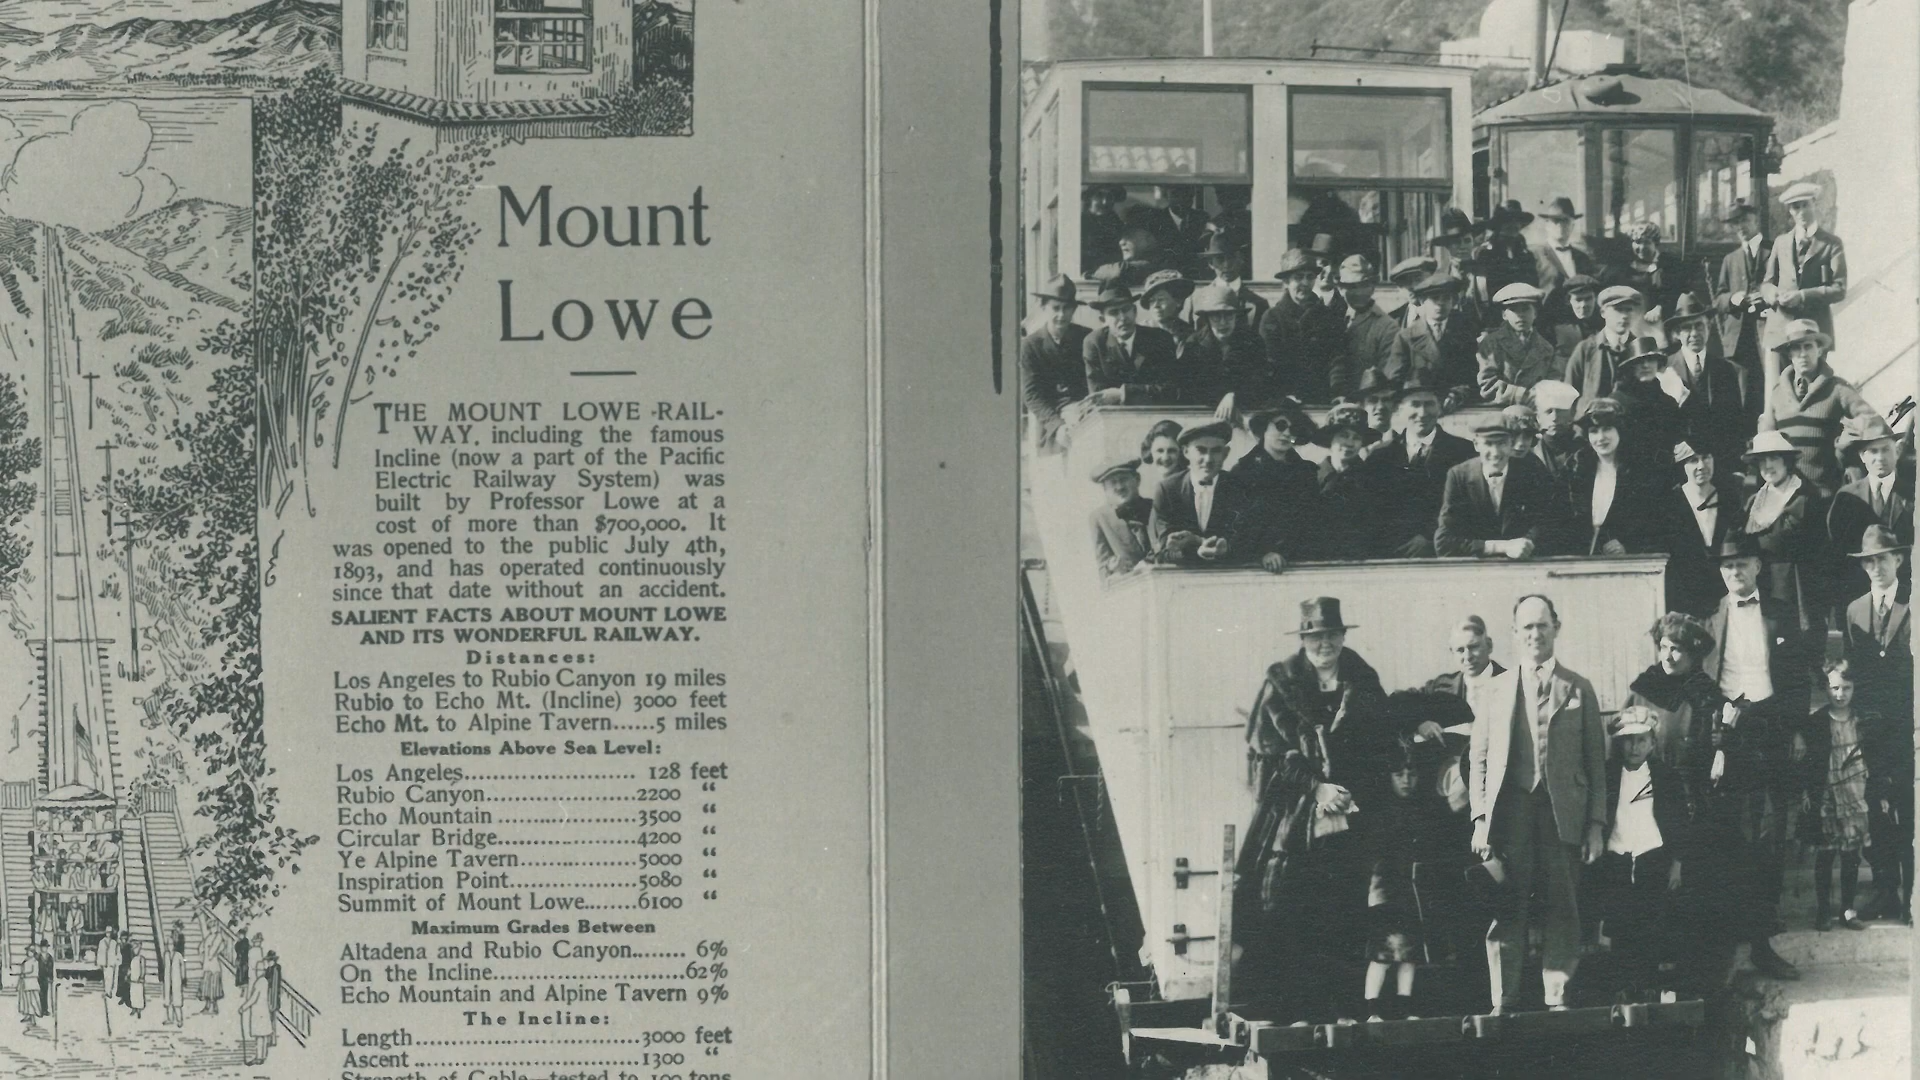 Mount
Lowe
THE MOUNT LOWE RAIL-
WAY, including the famous
Incline (now a part of the Pacific
Electric Railway System) was
built by Professor Lowe at a
cost of more than $700,000. It
was opened to the public July 4th,
1893, and has operated continuously
since that date without an accident.
SALIENT FACTS ABOUT MOUNT LOWE
AND ITS WONDERFUL RAILWAY.
Distances:
Los Angeles to Rubio Canyon 19 miles
Rubio to Echo Mt. (Incline) 3000 feet
Echo Mt. to Alpine Tavern......5 miles
Elevations Above Sea Level:
Los Angeles........................... 128 feet
Rubio Canyon........................2200 "
Echo Mountain ......................3500 "
Circular Bridge.......................4200 "
Ye Alpine Tavern....................5000 "
Inspiration Point.....................5080 "
Summit of Mount Lowe........6100 "
Maximum Grades Between
Altadena and Rubio Canyon........ 6%
On the Incline..............................62%
Echo Mountain and Alpine Tavern 9%
The Incline:
Length....................................3000 feet
Ascent ....................................1300 "
Strength of Cable—tested to 100 tons